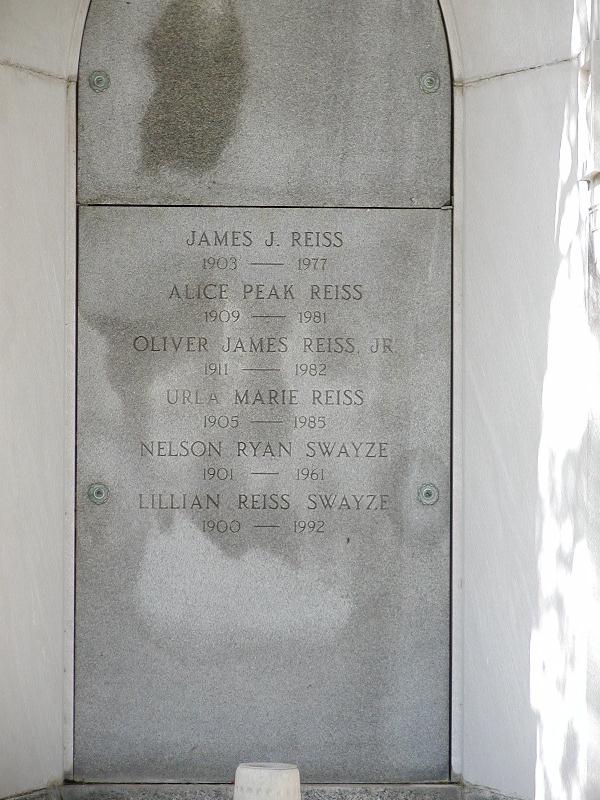 JAMES J. REISS
1903 — 1977
ALICE PEAK REISS
1909 — 1981
OLIVER JAMES REISS, JR.
1911 — 1982
URLA MARIE REISS
1905 — 1985
NELSON RYAN SWAYZE
1901 — 1961
LILLIAN REISS SWAYZE
1900 — 1992